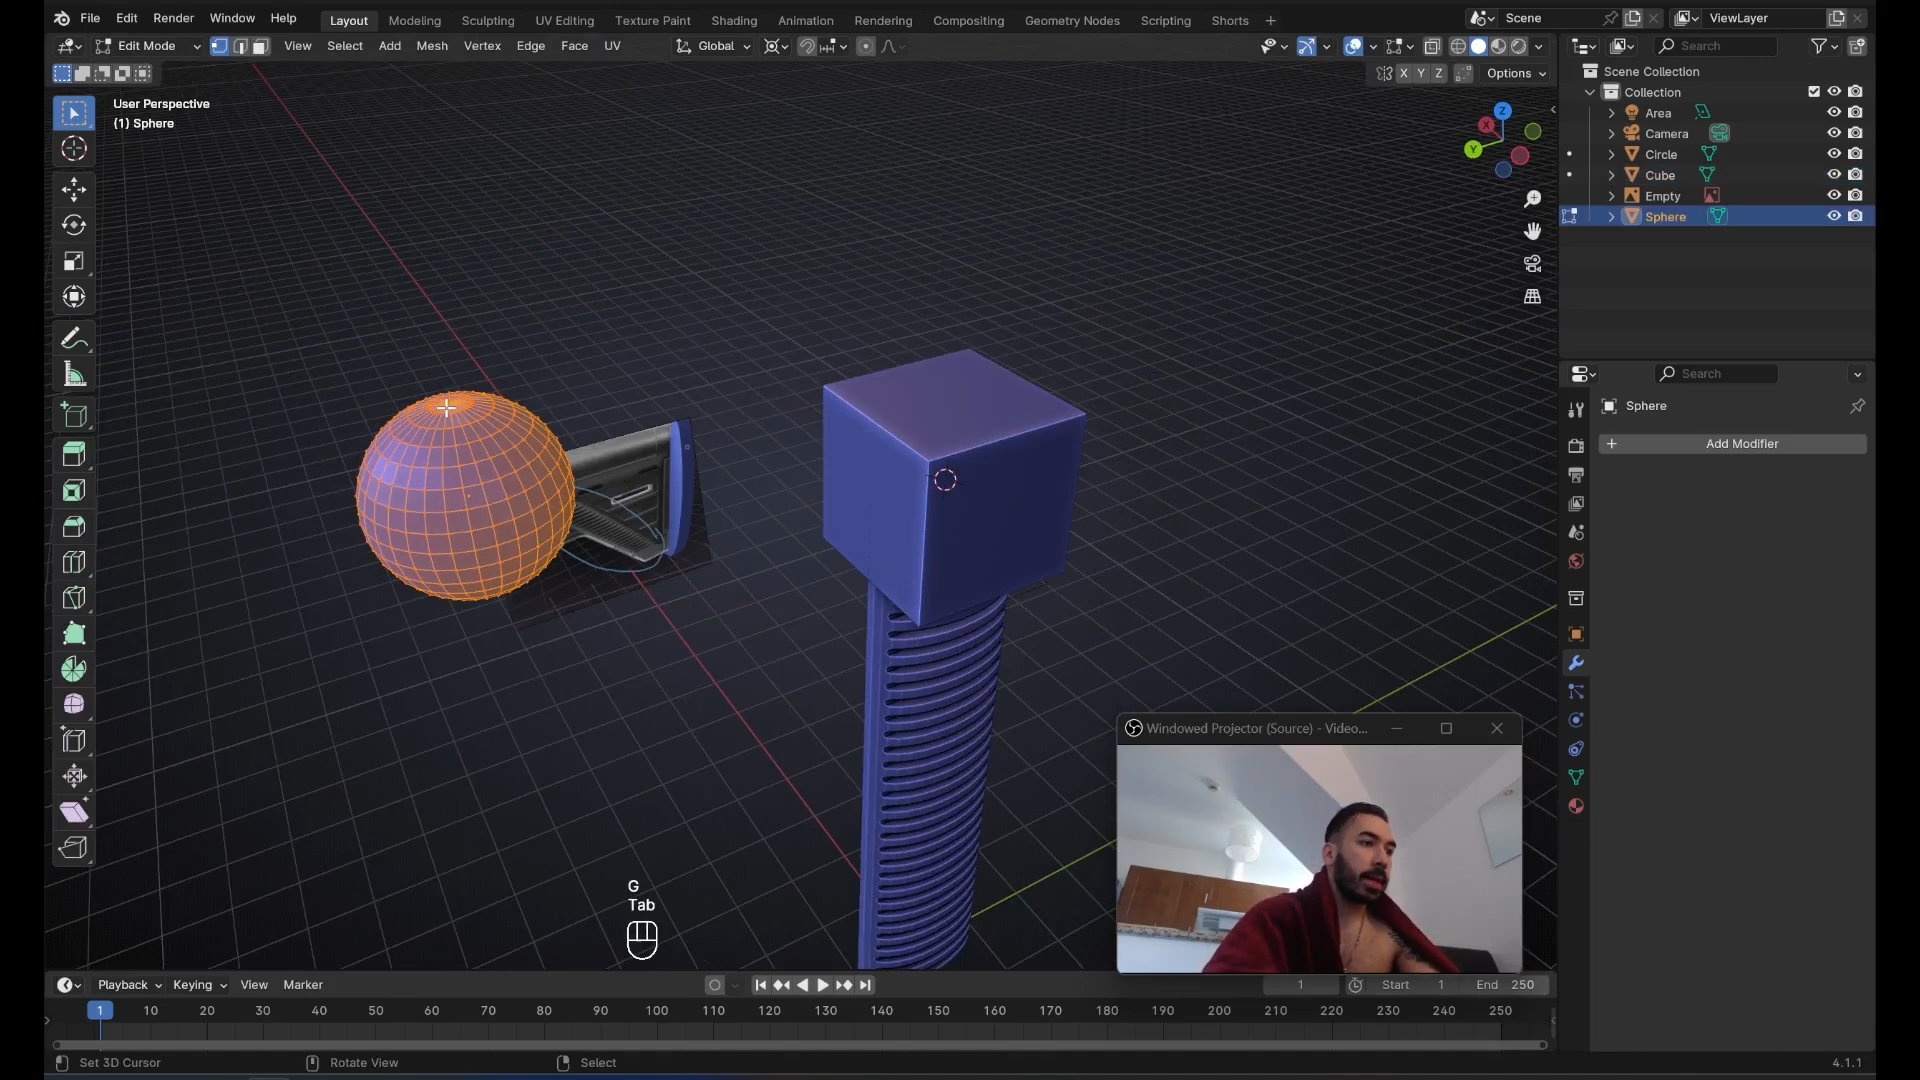 File Edit Render Window Help Layout Modeling Sculpting UV Editing Texture Paint Shading Animation Rendering Compositing Geometry Nodes Scripting Shorts + Scene ViewLayer
Edit Mode View Select Add Mesh Vertex Edge Face UV Global Search
X Y Z Options
User Perspective
(1) Sphere
Z
X
Y
Scene Collection
Collection
Area
Camera
Circle
Cube
Empty
Sphere
Search
Sphere
+ Add Modifier
G
Tab
Windowed Projector (Source) - Video...
Playback Keying View Marker 1 Start 1 End 250
1 10 20 30 40 50 60 70 80 90 100 110 120 130 140 150 160 170 180 190 200 210 220 230 240 250
Set 3D Cursor Rotate View Select 4.1.1